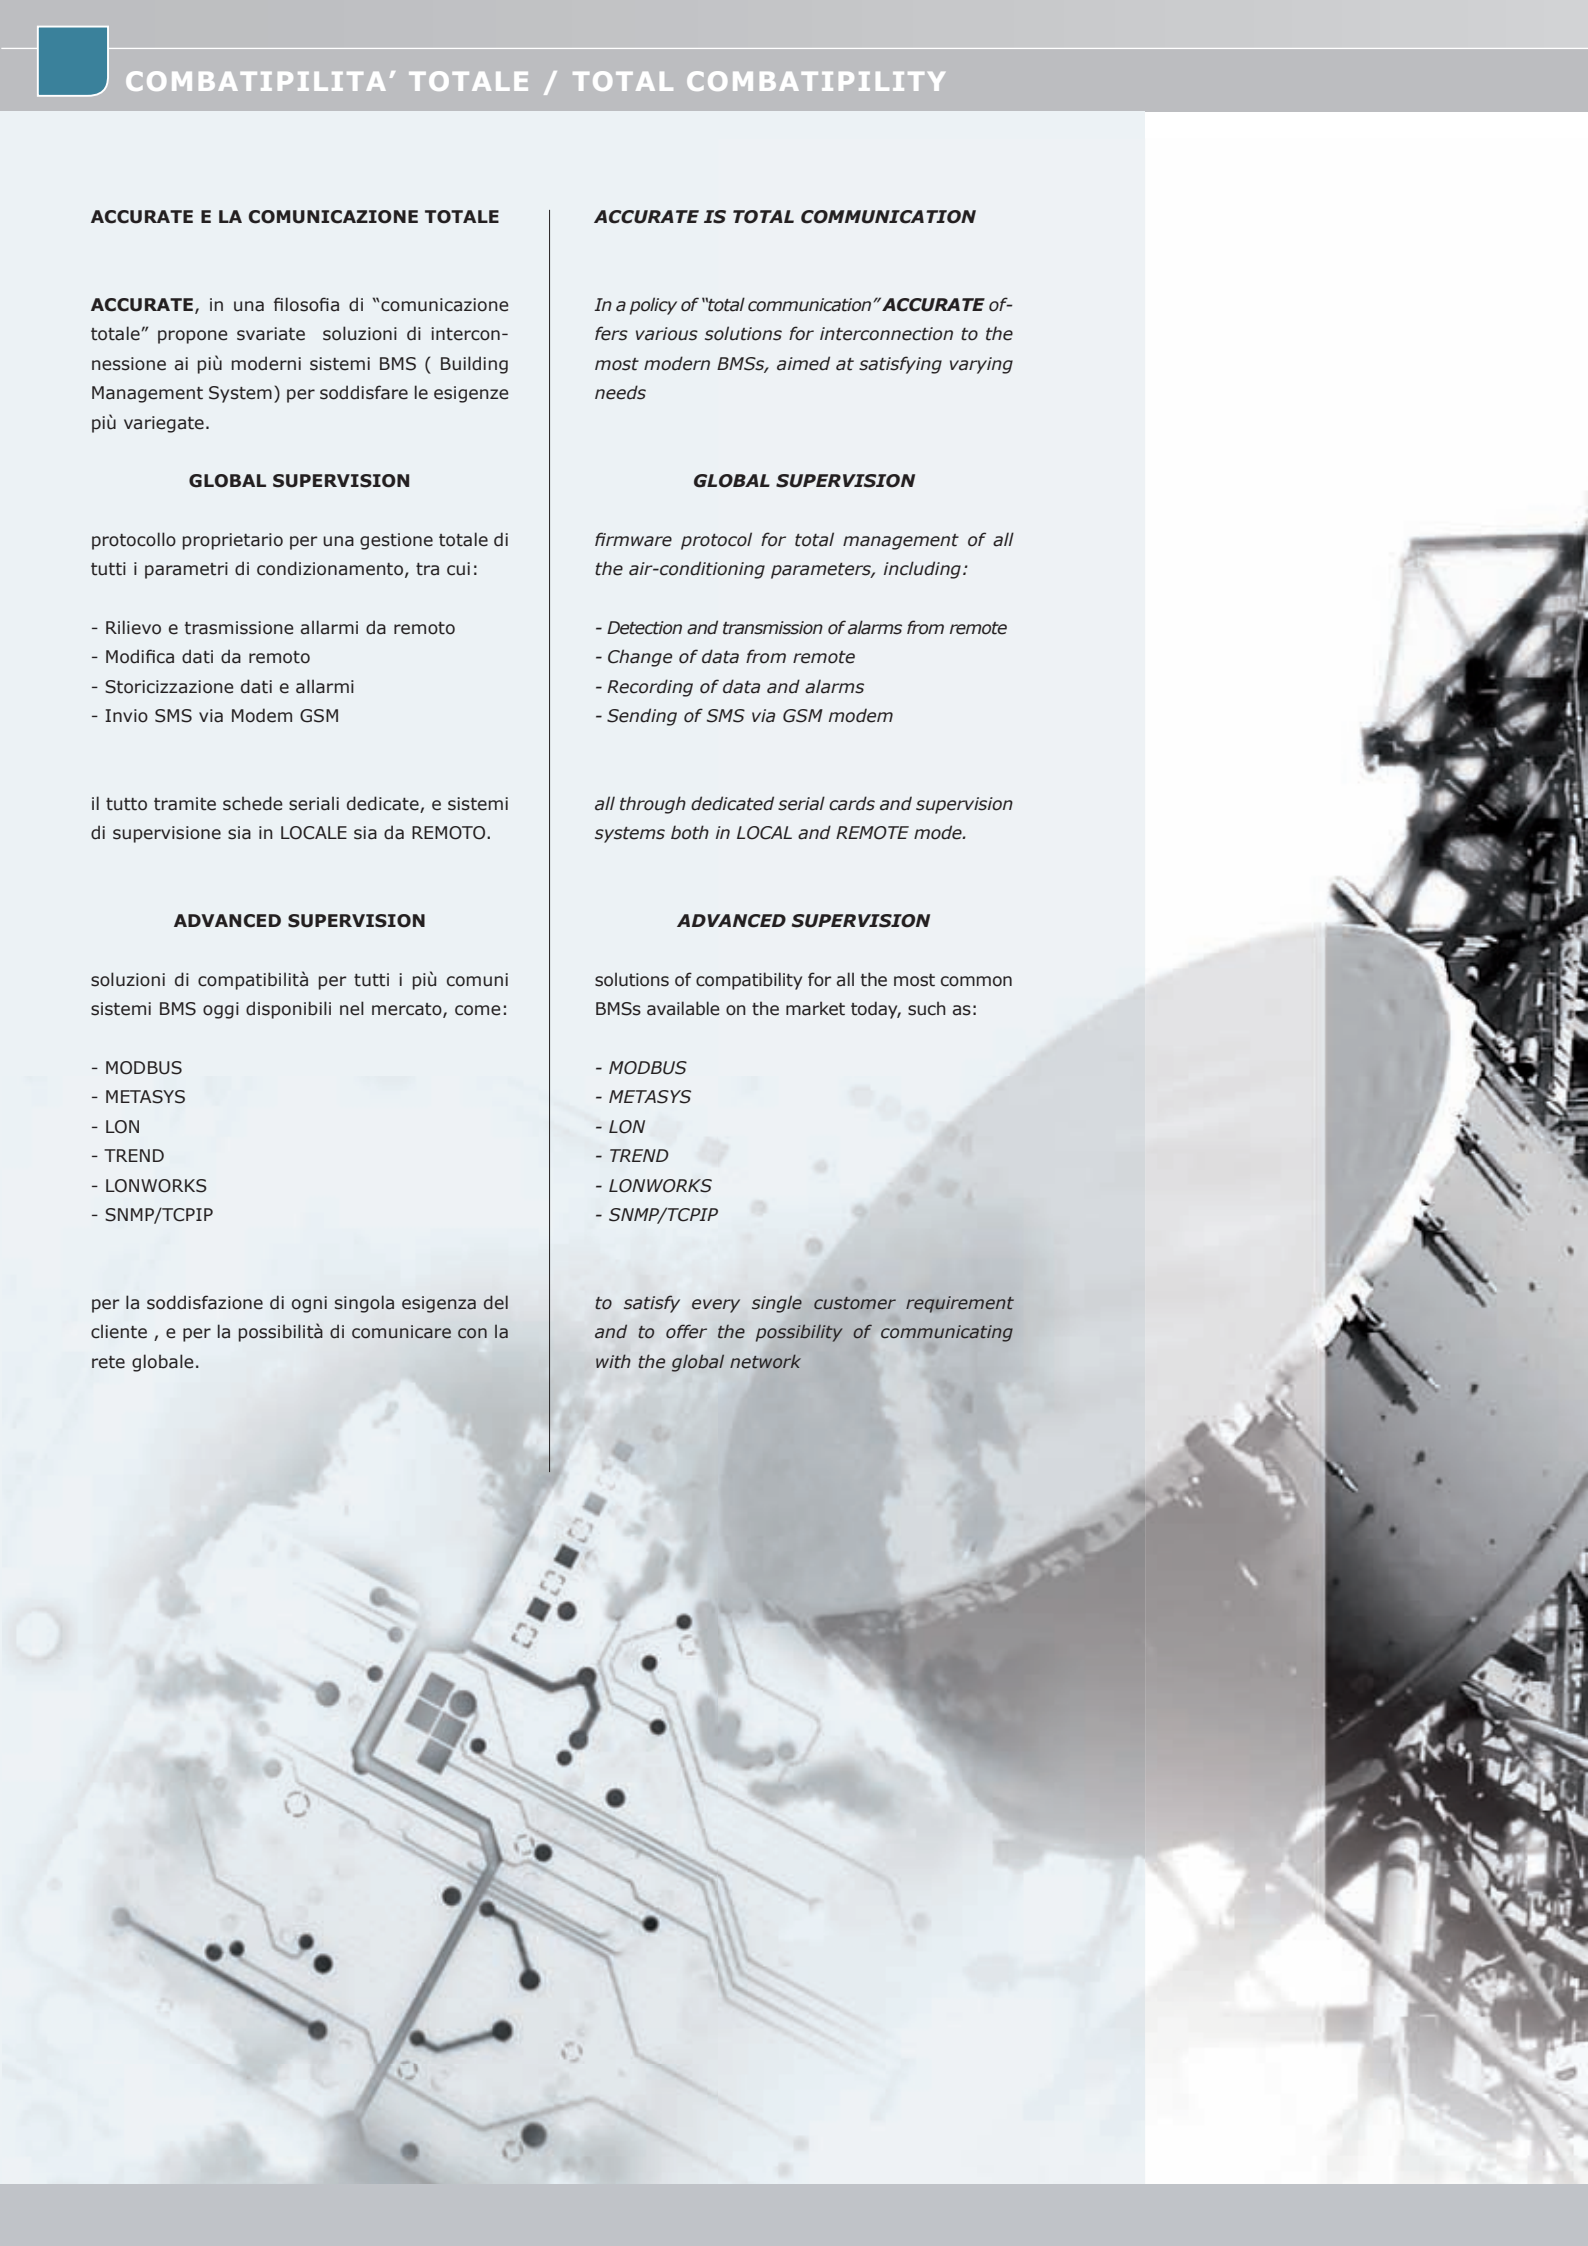 COMBATIPILITA’ TOTALE / TOTAL COMBATIPILITY
ACCURATE E LA COMUNICAZIONE TOTALE
ACCURATE, in una filosofia di “comunicazione
totale” propone svariate soluzioni di intercon-
nessione ai più moderni sistemi BMS ( Building
Management System) per soddisfare le esigenze
più variegate.
GLOBAL SUPERVISION
protocollo proprietario per una gestione totale di
tutti i parametri di condizionamento, tra cui:
- Rilievo e trasmissione allarmi da remoto
- Modifica dati da remoto
- Storicizzazione dati e allarmi
- Invio SMS via Modem GSM
il tutto tramite schede seriali dedicate, e sistemi
di supervisione sia in LOCALE sia da REMOTO.
ADVANCED SUPERVISION
soluzioni di compatibilità per tutti i più comuni
sistemi BMS oggi disponibili nel mercato, come:
- MODBUS
- METASYS
- LON
- TREND
- LONWORKS
- SNMP/TCPIP
per la soddisfazione di ogni singola esigenza del
cliente , e per la possibilità di comunicare con la
rete globale.
ACCURATE IS TOTAL COMMUNICATION
In a policy of “total communication” ACCURATE of-
fers various solutions for interconnection to the
most modern BMSs, aimed at satisfying varying
needs
GLOBAL SUPERVISION
firmware protocol for total management of all
the air-conditioning parameters, including:
- Detection and transmission of alarms from remote
- Change of data from remote
- Recording of data and alarms
- Sending of SMS via GSM modem
all through dedicated serial cards and supervision
systems both in LOCAL and REMOTE mode.
ADVANCED SUPERVISION
solutions of compatibility for all the most common
BMSs available on the market today, such as:
- MODBUS
- METASYS
- LON
- TREND
- LONWORKS
- SNMP/TCPIP
to satisfy every single customer requirement
and to offer the possibility of communicating
with the global network